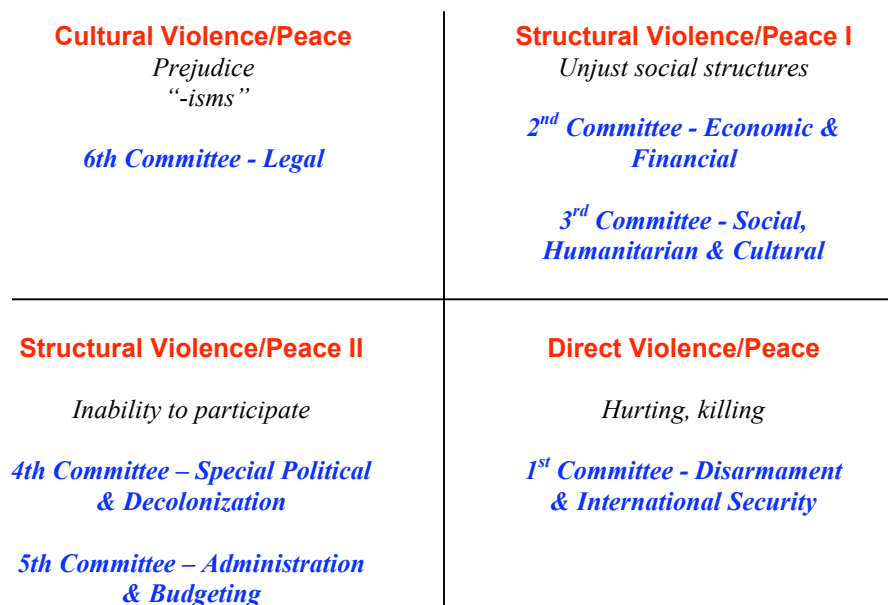 Cultural Violence/Peace
Prejudice
“-isms”
6th Committee - Legal
Structural Violence/Peace I
Unjust social structures
2nd Committee - Economic &
Financial
3rd Committee - Social,
Humanitarian & Cultural
Structural Violence/Peace II
Inability to participate
4th Committee – Special Political
& Decolonization
5th Committee – Administration
& Budgeting
Direct Violence/Peace
Hurting, killing
1st Committee - Disarmament
& International Security